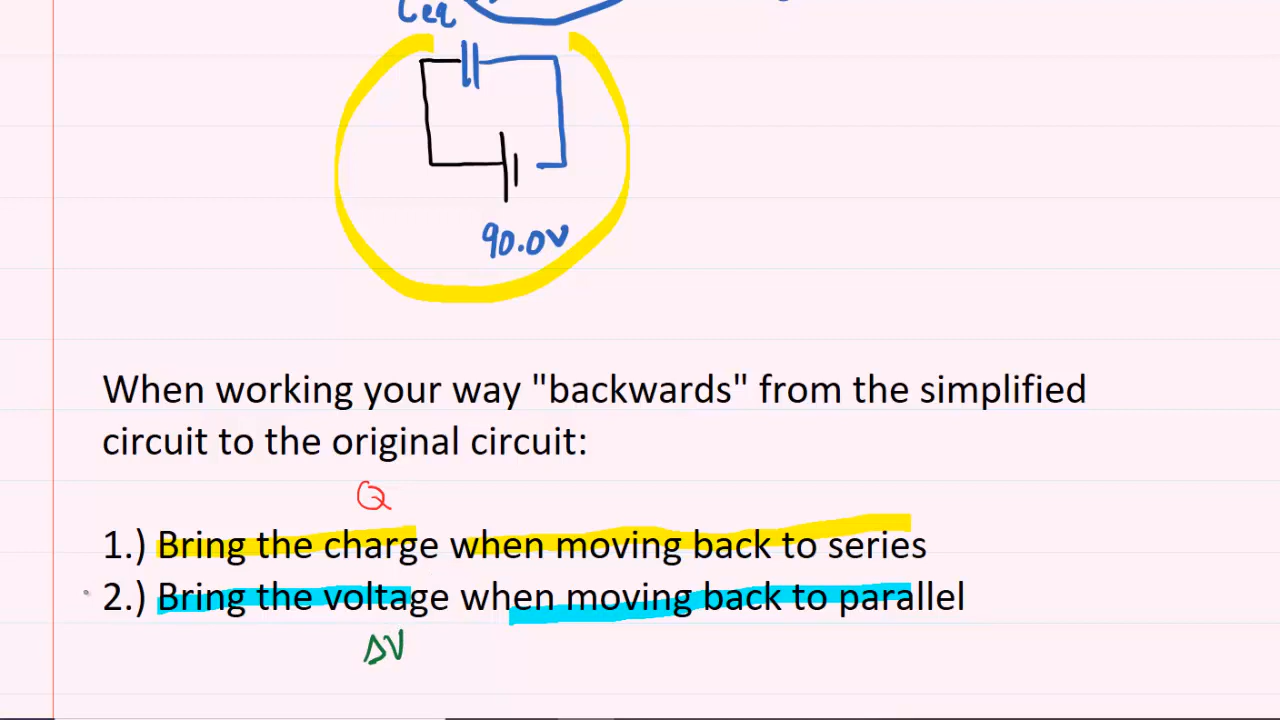 Ceq
90.0V
When working your way "backwards" from the simplified
circuit to the original circuit:
Q
1.) Bring the charge when moving back to series
2.) Bring the voltage when moving back to parallel
ΔV